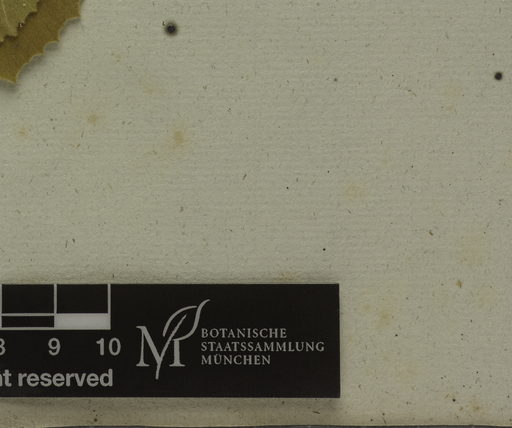 8 9 10
nt reserved
M
BOTANISCHE
STAATSSAMMLUNG
MÜNCHEN